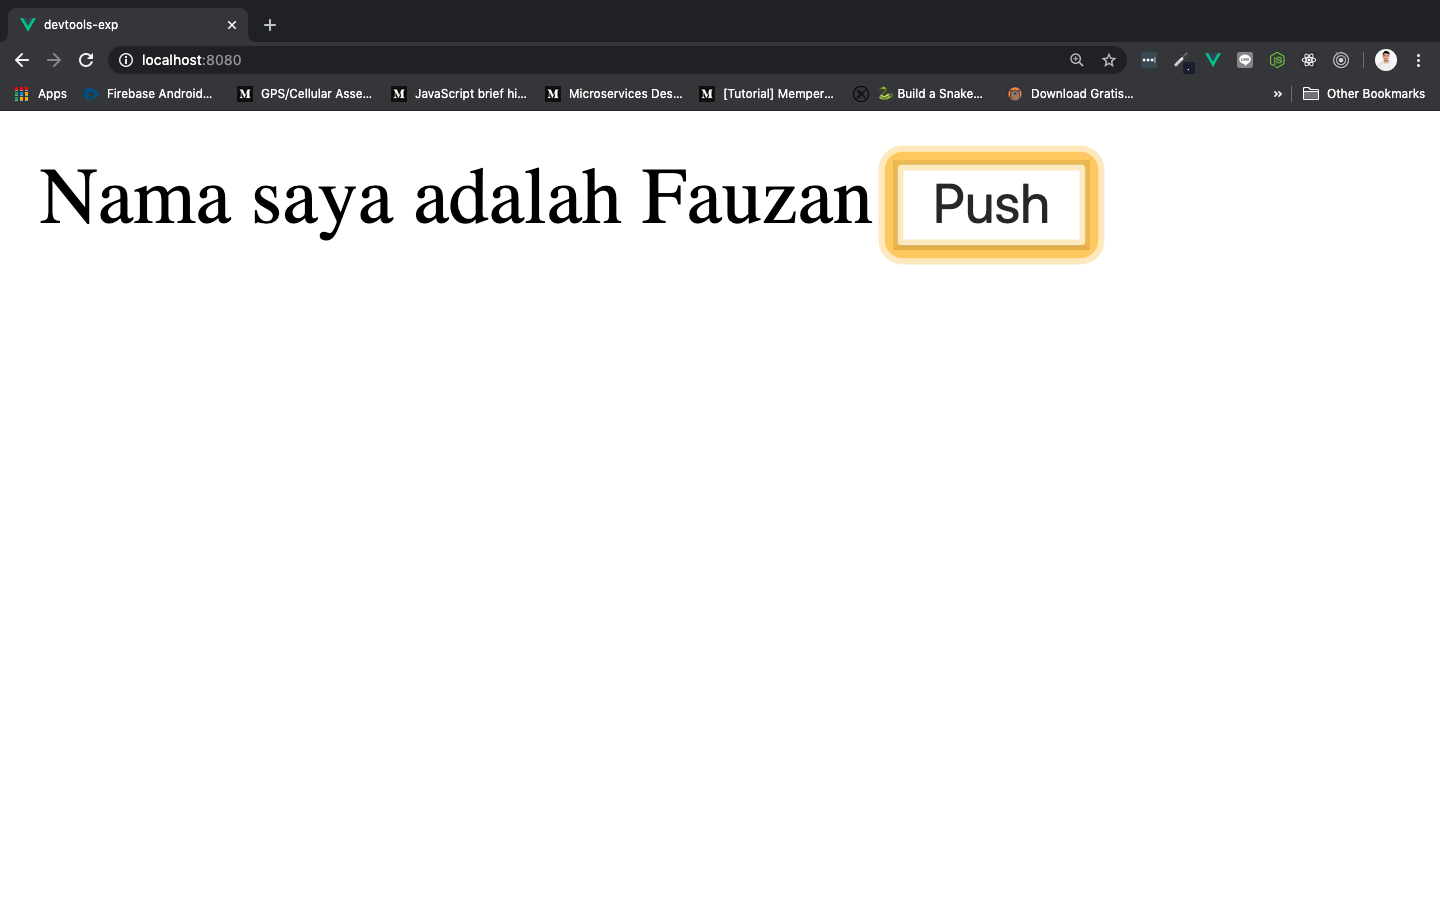 devtools-exp
localhost:8080
Apps Firebase Android... GPS/Cellular Asse... JavaScript brief hi... Microservices Des... [Tutorial] Memper... Build a Snake... Download Gratis... » Other Bookmarks
Nama saya adalah Fauzan Push